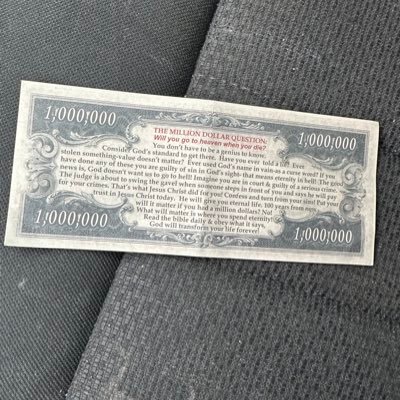 1,000,000 1,000,000
THE MILLION DOLLAR QUESTION:
Will you go to heaven when you die?
You don't have to be a genius to know.
Consider God's standard to get there. Have you ever told a lie? Ever
stolen something-value doesn't matter? Ever used God's name in vain-as a curse word? If you
have done any of these you are guilty of sin in God's sight- that means eternity in hell! The good
news is, God doesn't want us to go to hell! Imagine you are in court & guilty of a serious crime.
The judge is about to swing the gavel when someone steps in front of you and says he will pay
for your crimes. That's what Jesus Christ did for you! Confess and turn from your sins! Put your
trust in Jesus Christ today. He will give you eternal life. 100 years from now
will it matter if you had a million dollars? No!
What will matter is where you spend eternity!
Read the bible daily & obey what it says,
God will transform your life forever!
1,000,000 1,000,000